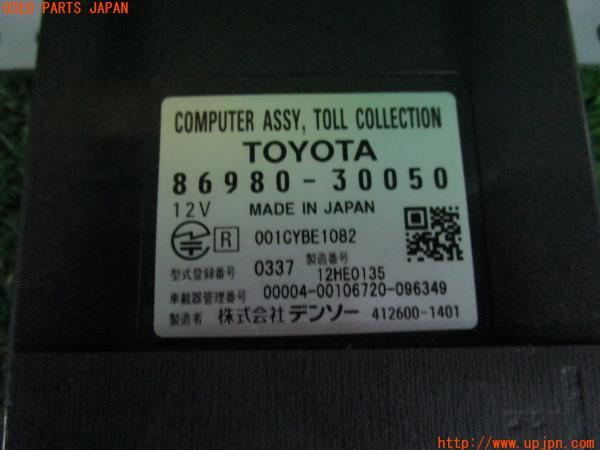 USED PARTS JAPAN
COMPUTER ASSY, TOLL COLLECTION
TOYOTA
86980-30050
12V MADE IN JAPAN
R 001CYBE1082
型式登録番号 0337 製造番号 12HE0135
車載器管理番号 00004-00106720-096349
製造者 株式会社デンソー 412600-1401
http://www.upjpn.com/